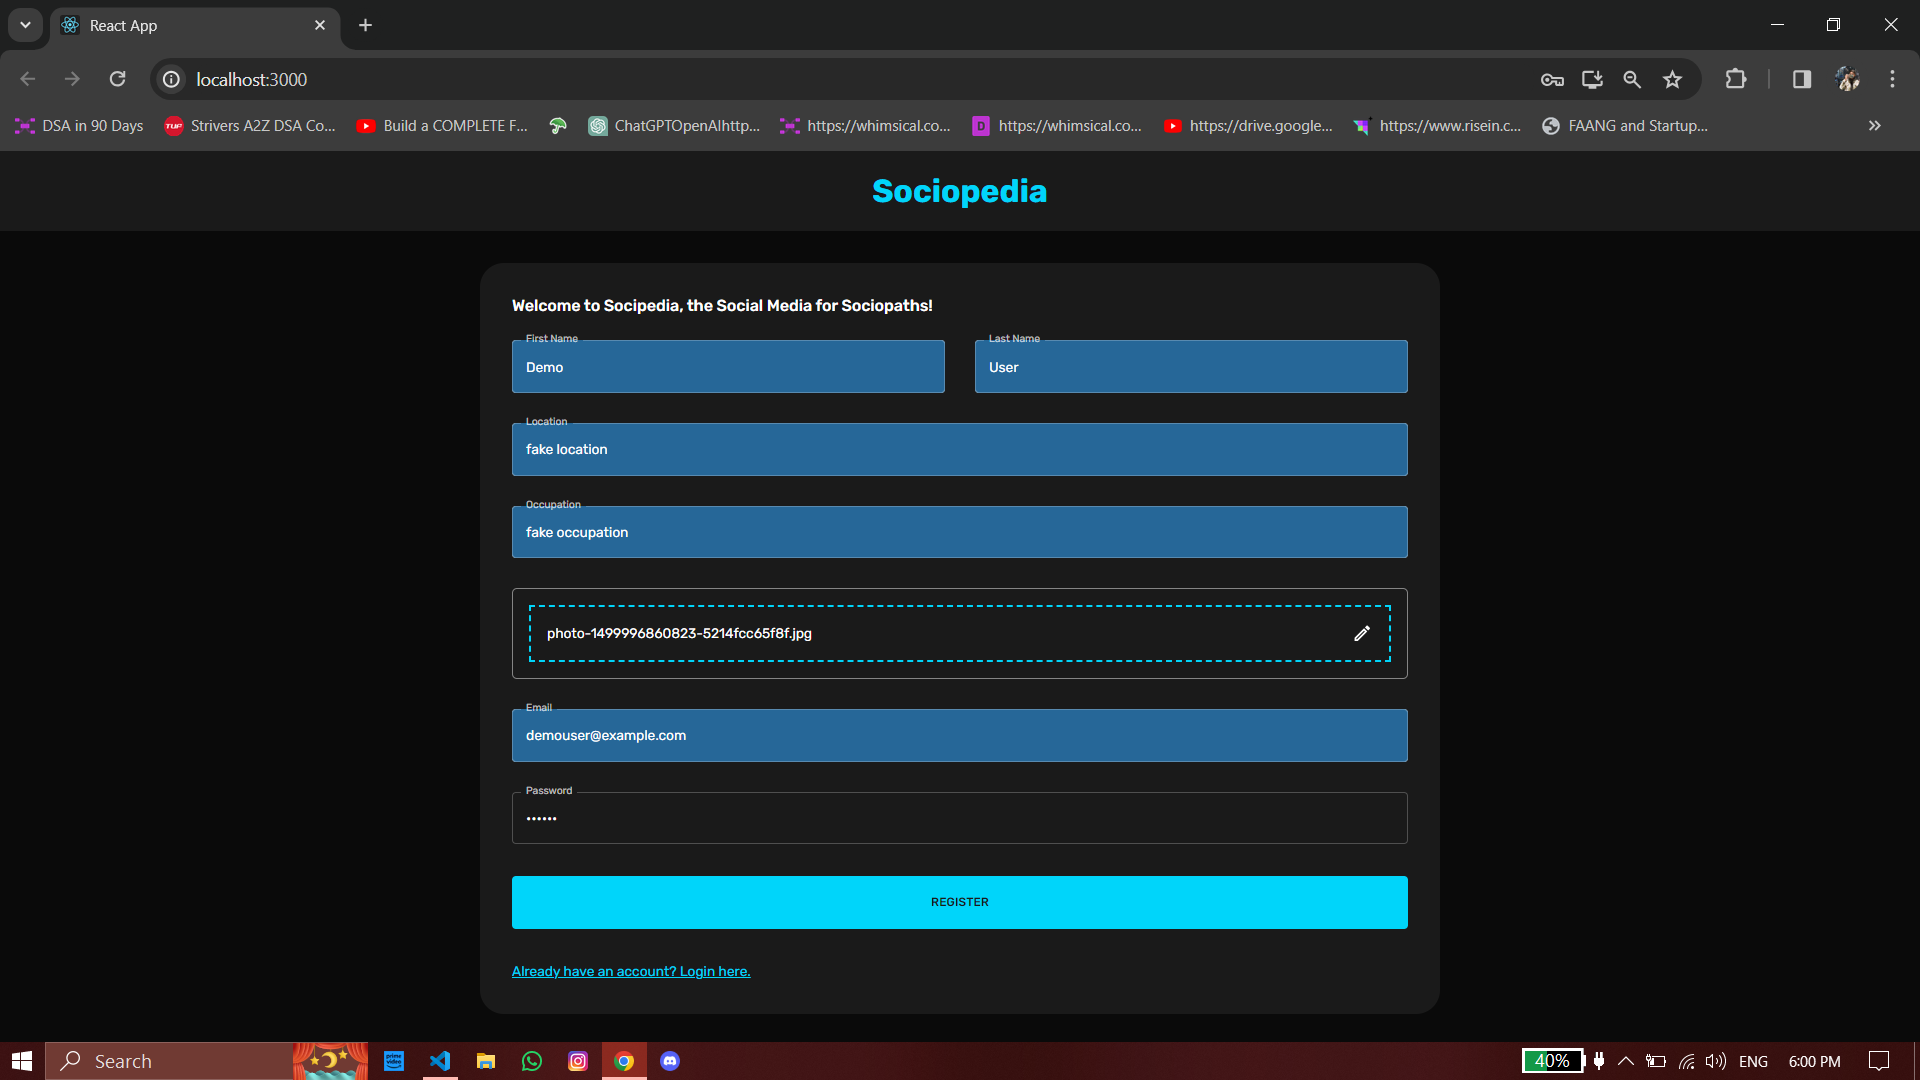 React App
localhost:3000
DSA in 90 Days
Strivers A2Z DSA Co...
Build a COMPLETE F...
ChatGPTOpenAIhttp...
https://whimsical.co...
https://whimsical.co...
https://drive.google...
https://www.risein.c...
FAANG and Startup...
Sociopedia
Welcome to Socipedia, the Social Media for Sociopaths!
First Name
Demo
Last Name
User
Location
fake location
Occupation
fake occupation
photo-1499996860823-5214fcc65f8f.jpg
Email
demouser@example.com
Password
••••••
REGISTER
Already have an account? Login here.
Search
prime video
40%
ENG
6:00 PM